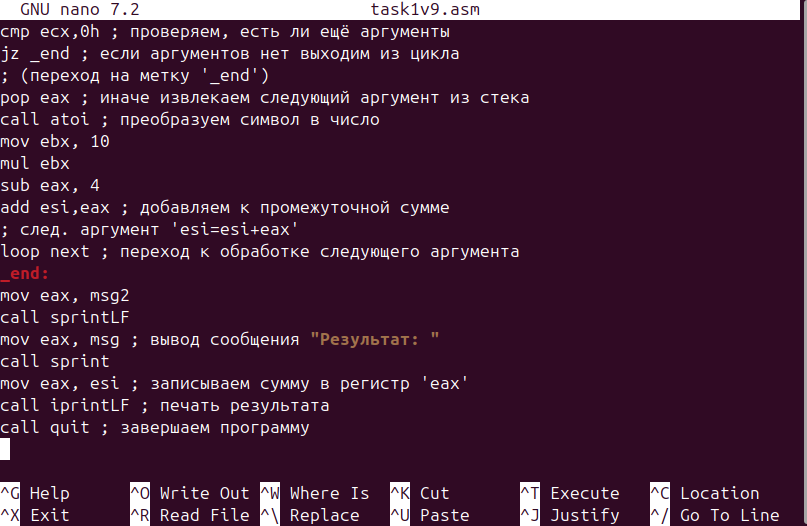 GNU nano 7.2 task1v9.asm
cmp ecx,0h ; проверяем, есть ли ещё аргументы
jz _end ; если аргументов нет выходим из цикла
; (переход на метку '_end')
pop eax ; иначе извлекаем следующий аргумент из стека
call atoi ; преобразуем символ в число
mov ebx, 10
mul ebx
sub eax, 4
add esi,eax ; добавляем к промежуточной сумме
; след. аргумент 'esi=esi+eax'
loop next ; переход к обработке следующего аргумента
_end:
mov eax, msg2
call sprintLF
mov eax, msg ; вывод сообщения "Результат: "
call sprint
mov eax, esi ; записываем сумму в регистр 'eax'
call iprintLF ; печать результата
call quit ; завершаем программу
^G Help ^O Write Out ^W Where Is ^K Cut ^T Execute ^C Location
^X Exit ^R Read File ^\ Replace ^U Paste ^J Justify ^/ Go To Line